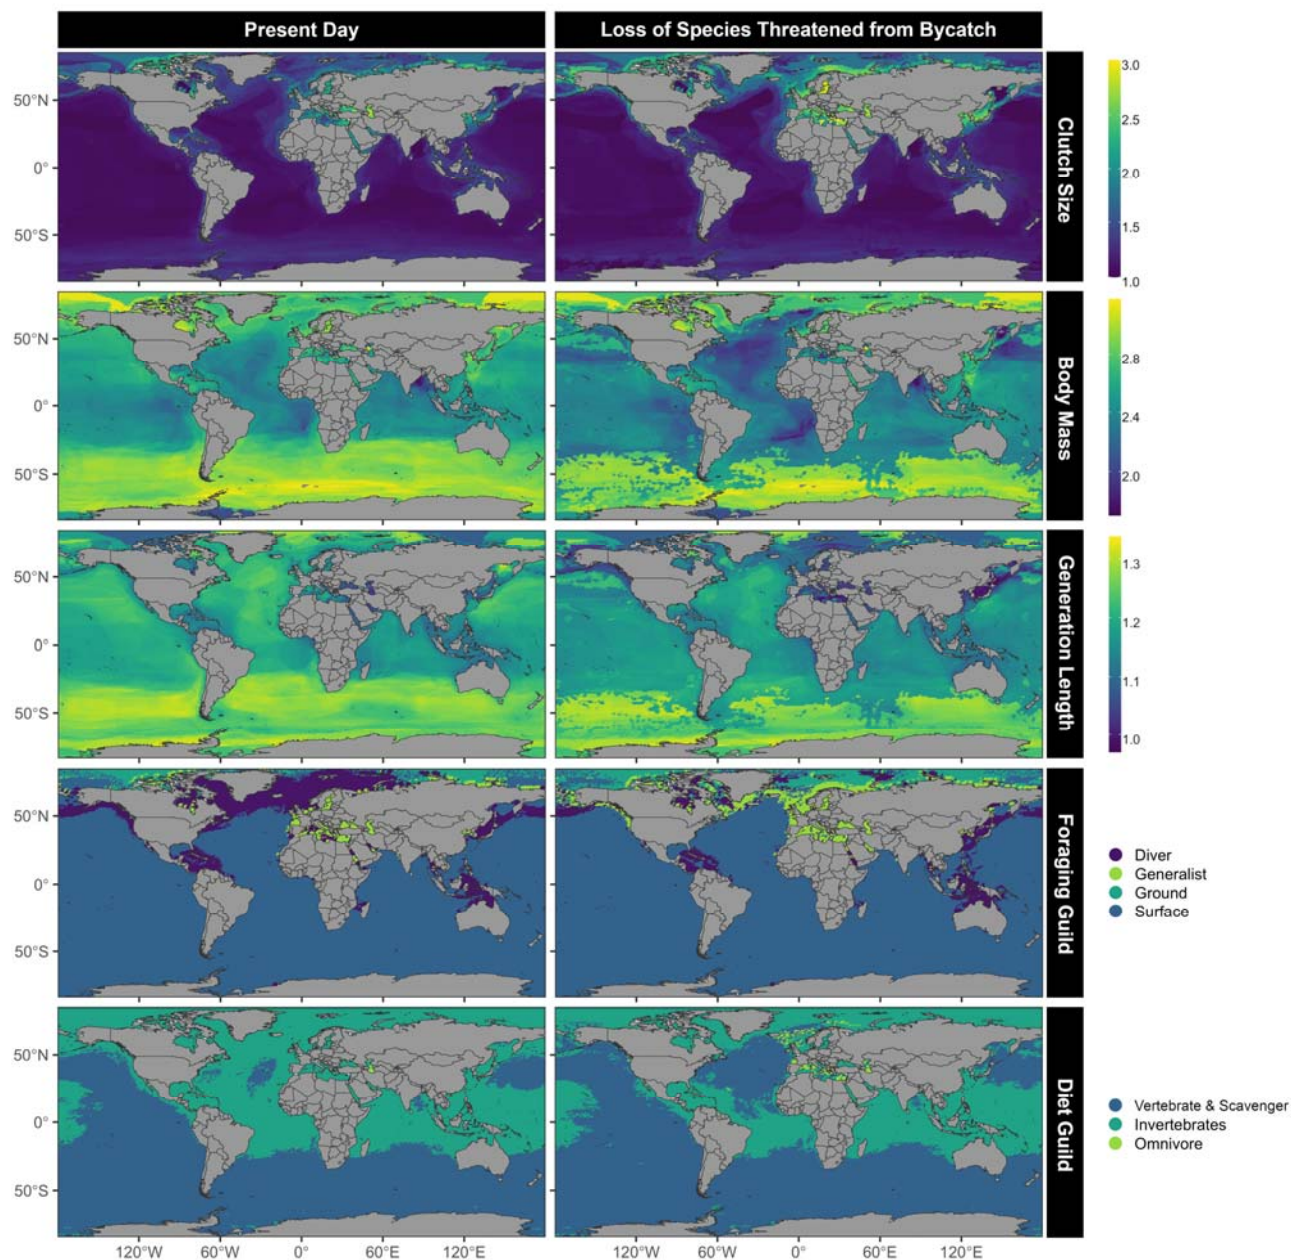 Present Day
Loss of Species Threatened from Bycatch
50°N
0°
50°S
Clutch Size
3.0
2.5
2.0
1.5
1.0
50°N
0°
50°S
Body Mass
2.8
2.4
2.0
50°N
0°
50°S
Generation Length
1.3
1.2
1.1
1.0
50°N
0°
50°S
Foraging Guild
Diver
Generalist
Ground
Surface
50°N
0°
50°S
Diet Guild
Vertebrate & Scavenger
Invertebrates
Omnivore
120°W 60°W 0° 60°E 120°E 120°W 60°W 0° 60°E 120°E